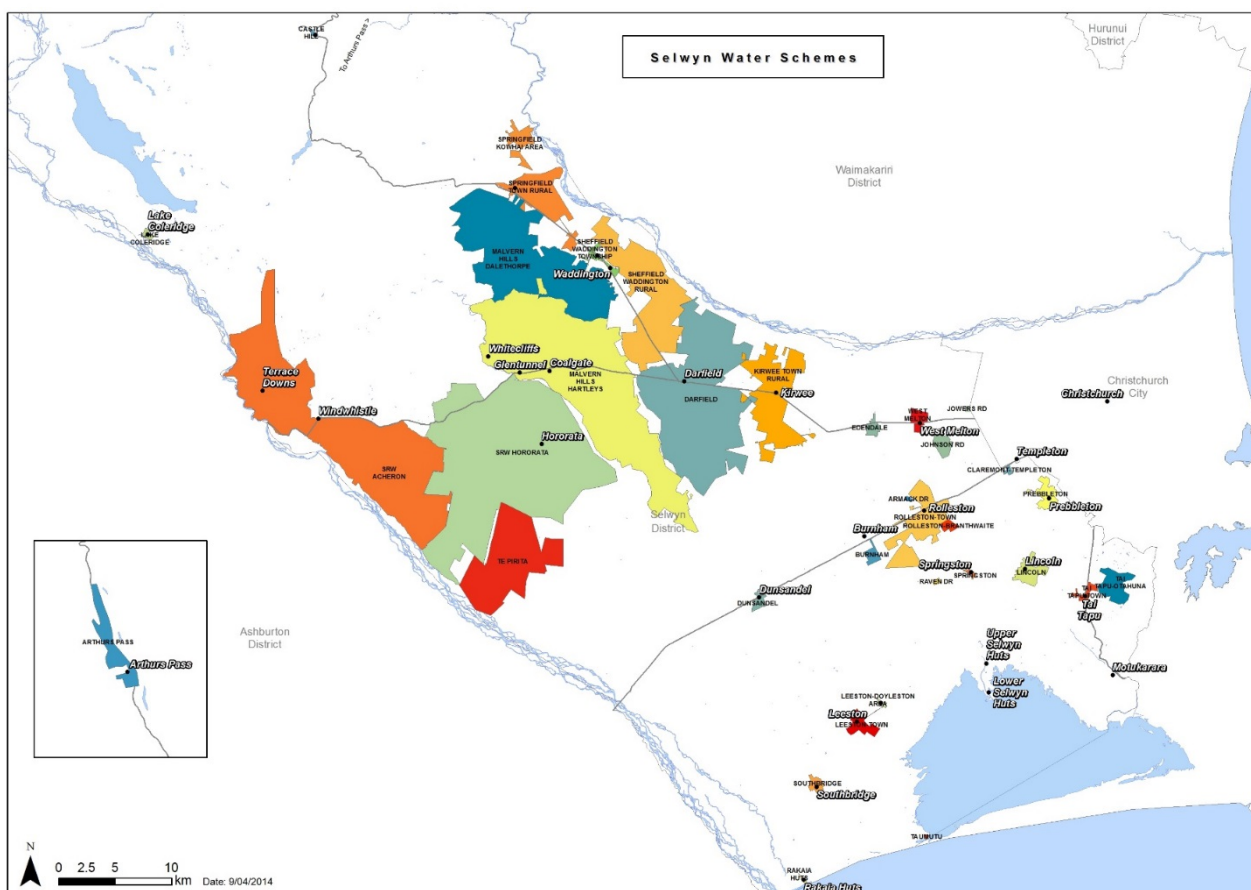 Selwyn Water Schemes
CASTLE
HILL
To Arthurs Pass >
Hurunui
District
SPRINGFIELD
KOWHAI AREA
Waimakariri
District
SPRINGFIELD
TOWN RURAL
Lake
Coleridge
LAKE
COLERIDGE
MALVERN
HILLS
DALETHORPE
SHEFFIELD
WADDINGTON
TOWNSHIP
Waddington
SHEFFIELD
WADDINGTON
RURAL
Whitecliffs
Glentunnel
Coalgate
MALVERN
HILLS
HARTLEYS
Terrace
Downs
Windwhistle
Darfield
DARFIELD
KIRWEE TOWN
RURAL
Kirwee
Christchurch
City
Christchurch
Hororata
SRW HORORATA
SRW
ACHERON
EDENDALE
WEST
MELTON
West Melton
JOWERS RD
JOHNSON RD
Templeton
CLAREMONT-TEMPLETON
PREBBLETON
Prebbleton
Selwyn
District
ARMACK DR
Rolleston
ROLLESTON-TOWN
ROLLESTON-BRANTHWAITE
Burnham
BURNHAM
TE PIRITA
Springston
SPRINGSTON
RAVEN DR
Lincoln
LINCOLN
TAI
TAPU-OTAHUNA
TAI
TAPU TOWN
Tai
Tapu
Dunsandel
DUNSANDEL
Ashburton
District
ARTHURS PASS
Arthurs Pass
Upper
Selwyn
Huts
Lower
Selwyn
Huts
Motukarara
LEESTON-DOYLESTON
AREA
Leeston
LEESTON TOWN
SOUTHBRIDGE
Southbridge
TAUMUTU
RAKAIA
HUTS
Rakaia Huts
N
0 2.5 5 10
km
Date: 9/04/2014